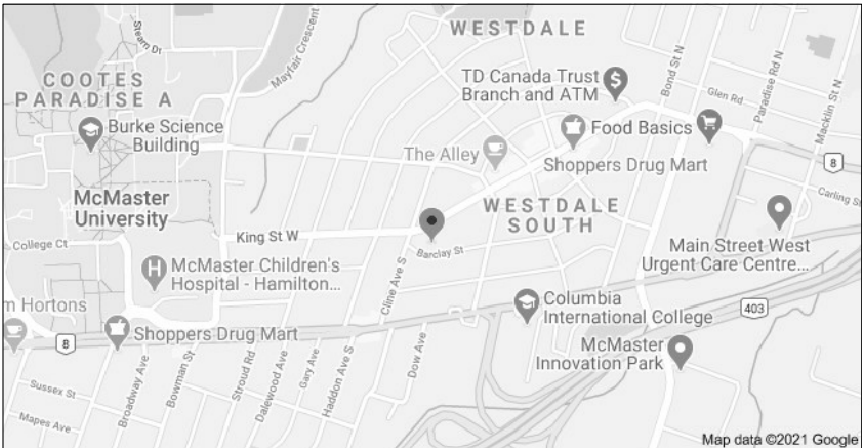 Stearn Dt
Mayfair Crescent
WESTDALE
COOTES
PARADISE A
Burke Science
Building
TD Canada Trust
Branch and ATM
Bond St N
Glen Rd
Paradise Rd N
Macklin St N
The Alley
Food Basics
Shoppers Drug Mart
8
McMaster
University
King St W
WESTDALE
SOUTH
Carling St
e College Ct
Barclay St
Main Street West
Urgent Care Centre...
H
McMaster Children's
Hospital - Hamilton...
Cline Ave S
m Hortons
Columbia
International College
403
8
Shoppers Drug Mart
McMaster
Innovation Park
Sussex St
Mapes Ave
Broadway Ave
Bowman St
Stroud Rd
Dalewood Ave
Gary Ave
Haddon Ave S
Dow Ave
Map data ©2021 Google